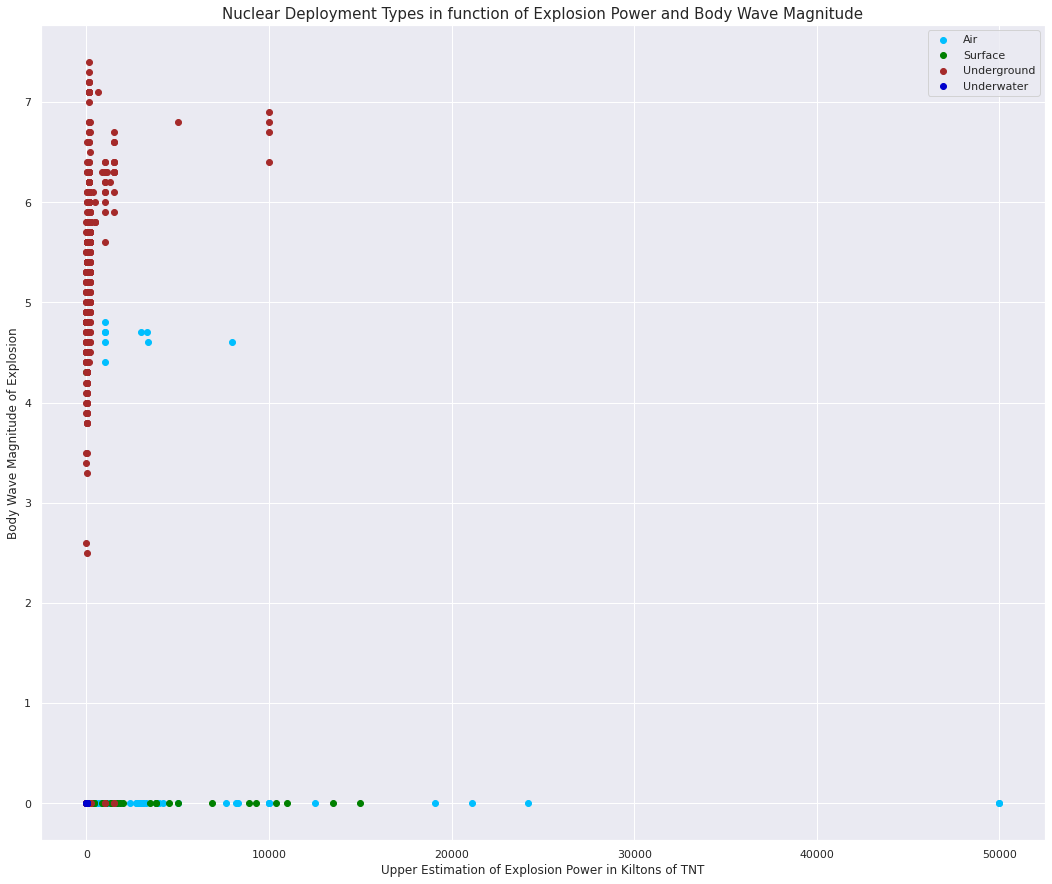 Nuclear Deployment Types in function of Explosion Power and Body Wave Magnitude
Air
Surface
Underground
Underwater
Body Wave Magnitude of Explosion
7
6
5
4
3
2
1
0
0 10000 20000 30000 40000 50000
Upper Estimation of Explosion Power in Kiltons of TNT